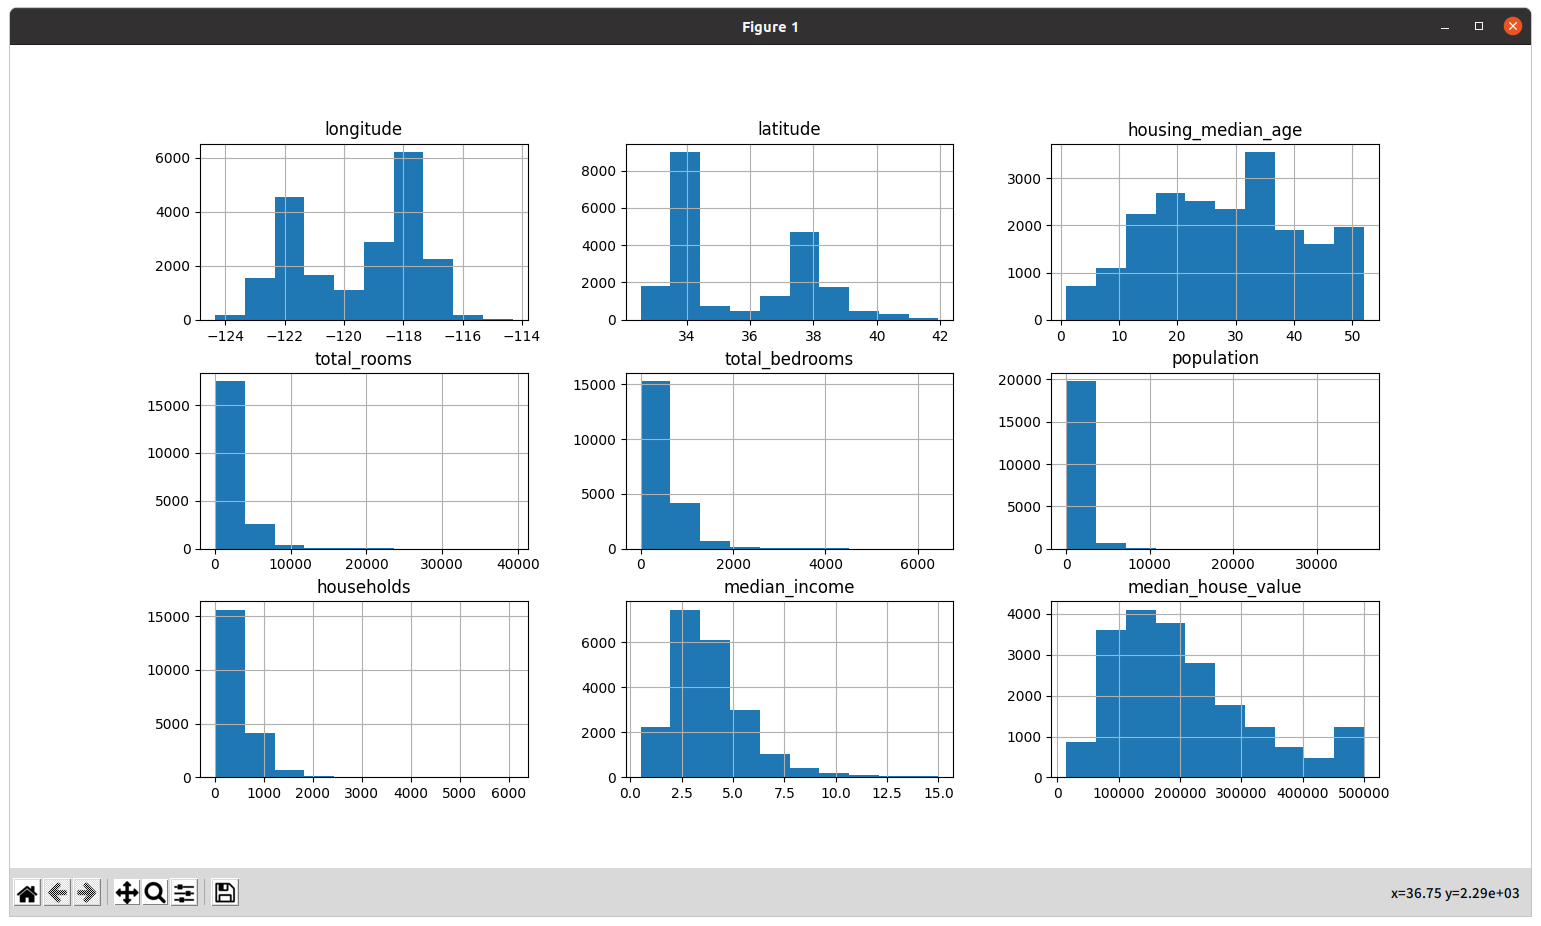 Figure 1
longitude
6000
4000
2000
0
−124 −122 −120 −118 −116 −114
latitude
8000
6000
4000
2000
0
34 36 38 40 42
housing_median_age
3000
2000
1000
0
0 10 20 30 40 50
total_rooms
15000
10000
5000
0
0 10000 20000 30000 40000
total_bedrooms
15000
10000
5000
0
0 2000 4000 6000
population
20000
15000
10000
5000
0
0 10000 20000 30000
households
15000
10000
5000
0
0 1000 2000 3000 4000 5000 6000
median_income
6000
4000
2000
0
0.0 2.5 5.0 7.5 10.0 12.5 15.0
median_house_value
4000
3000
2000
1000
0
0 100000 200000 300000 400000 500000
x=36.75 y=2.29e+03